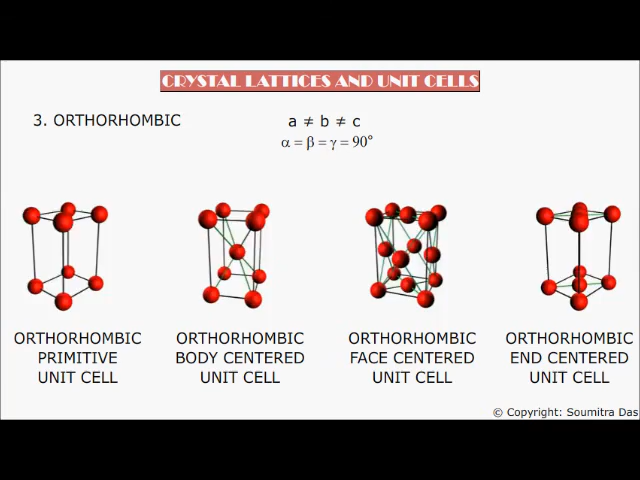 CRYSTAL LATTICES AND UNIT CELLS
3. ORTHORHOMBIC
a ≠ b ≠ c
α = β = γ = 90°
ORTHORHOMBIC
PRIMITIVE
UNIT CELL
ORTHORHOMBIC
BODY CENTERED
UNIT CELL
ORTHORHOMBIC
FACE CENTERED
UNIT CELL
ORTHORHOMBIC
END CENTERED
UNIT CELL
© Copyright: Soumitra Das